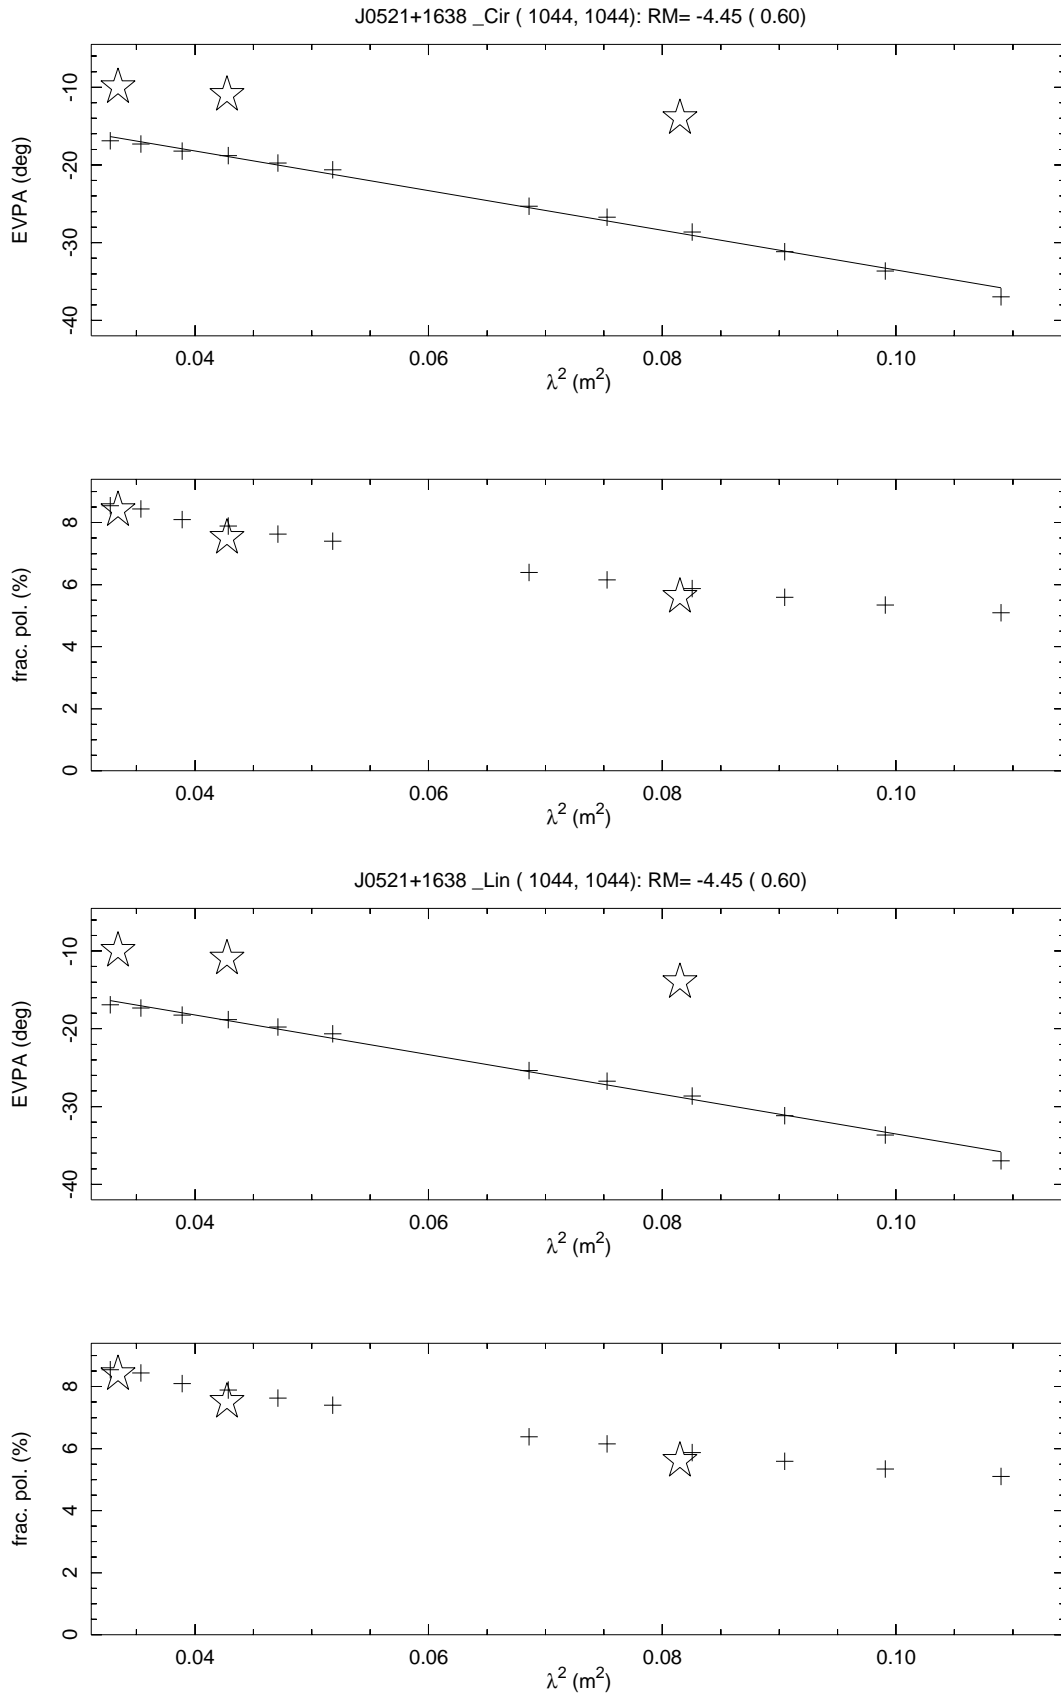 J0521+1638 _Cir ( 1044, 1044): RM= -4.45 ( 0.60)
EVPA (deg)
-10
-20
-30
-40
0.04 0.06 0.08 0.10
λ² (m²)
frac. pol. (%)
8
6
4
2
0
0.04 0.06 0.08 0.10
λ² (m²)
J0521+1638 _Lin ( 1044, 1044): RM= -4.45 ( 0.60)
EVPA (deg)
-10
-20
-30
-40
0.04 0.06 0.08 0.10
λ² (m²)
frac. pol. (%)
8
6
4
2
0
0.04 0.06 0.08 0.10
λ² (m²)